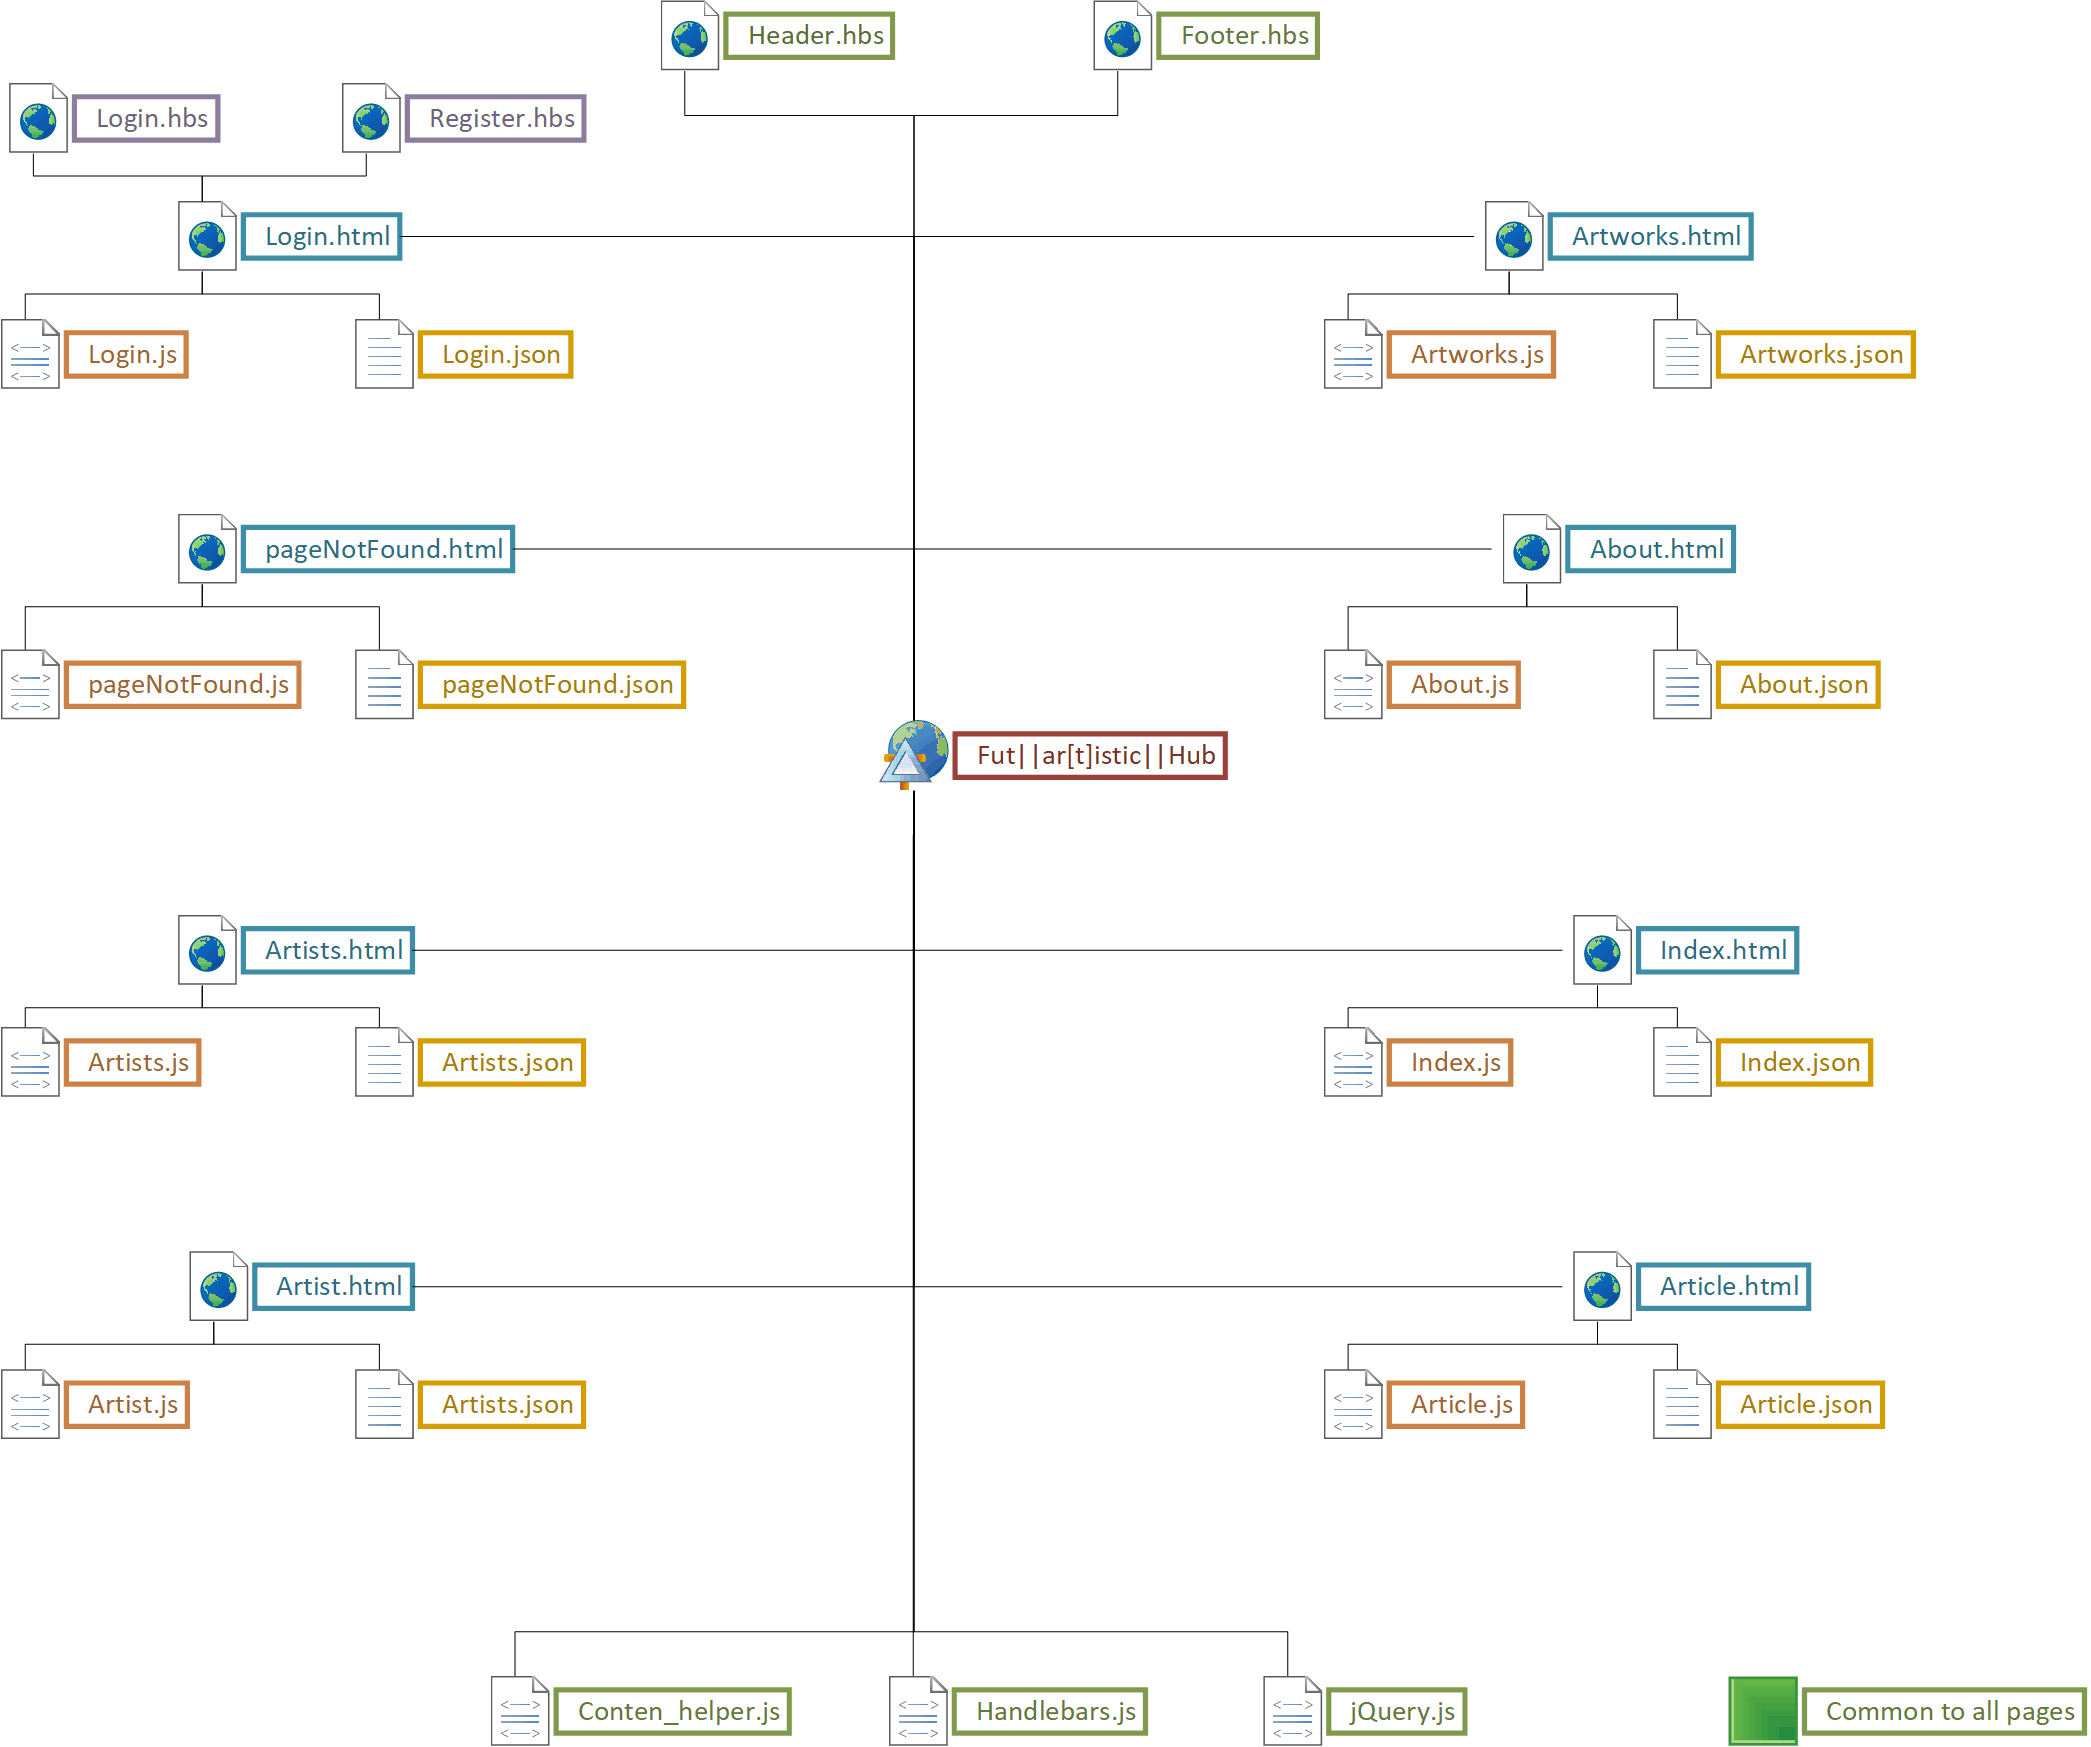 Header.hbs
Footer.hbs
Login.hbs
Register.hbs
Login.html
Artworks.html
Login.js
Login.json
Artworks.js
Artworks.json
pageNotFound.html
About.html
pageNotFound.js
pageNotFound.json
About.js
About.json
Fut||ar[t]istic||Hub
Artists.html
Index.html
Artists.js
Artists.json
Index.js
Index.json
Artist.html
Article.html
Artist.js
Artists.json
Article.js
Article.json
Conten_helper.js
Handlebars.js
jQuery.js
Common to all pages